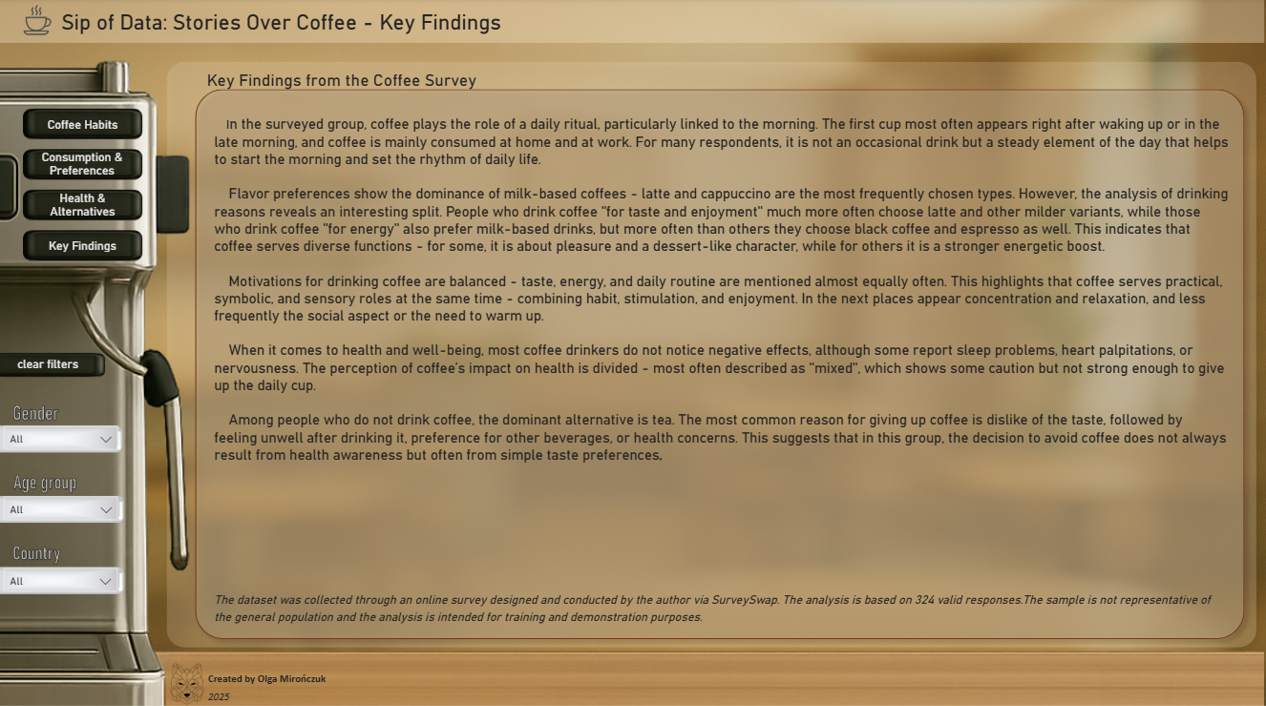 Sip of Data: Stories Over Coffee - Key Findings
Coffee Habits
Consumption &
Preferences
Health &
Alternatives
Key Findings
clear filters
Gender
All
Age group
All
Country
All
Key Findings from the Coffee Survey
In the surveyed group, coffee plays the role of a daily ritual, particularly linked to the morning. The first cup most often appears right after waking up or in the
late morning, and coffee is mainly consumed at home and at work. For many respondents, it is not an occasional drink but a steady element of the day that helps
to start the morning and set the rhythm of daily life.
Flavor preferences show the dominance of milk-based coffees - latte and cappuccino are the most frequently chosen types. However, the analysis of drinking
reasons reveals an interesting split. People who drink coffee "for taste and enjoyment" much more often choose latte and other milder variants, while those
who drink coffee "for energy" also prefer milk-based drinks, but more often than others they choose black coffee and espresso as well. This indicates that
coffee serves diverse functions - for some, it is about pleasure and a dessert-like character, while for others it is a stronger energetic boost.
Motivations for drinking coffee are balanced - taste, energy, and daily routine are mentioned almost equally often. This highlights that coffee serves practical,
symbolic, and sensory roles at the same time - combining habit, stimulation, and enjoyment. In the next places appear concentration and relaxation, and less
frequently the social aspect or the need to warm up.
When it comes to health and well-being, most coffee drinkers do not notice negative effects, although some report sleep problems, heart palpitations, or
nervousness. The perception of coffee's impact on health is divided - most often described as "mixed", which shows some caution but not strong enough to give
up the daily cup.
Among people who do not drink coffee, the dominant alternative is tea. The most common reason for giving up coffee is dislike of the taste, followed by
feeling unwell after drinking it, preference for other beverages, or health concerns. This suggests that in this group, the decision to avoid coffee does not always
result from health awareness but often from simple taste preferences.
The dataset was collected through an online survey designed and conducted by the author via SurveySwap. The analysis is based on 324 valid responses.The sample is not representative of
the general population and the analysis is intended for training and demonstration purposes.
Created by Olga Mirończuk
2025